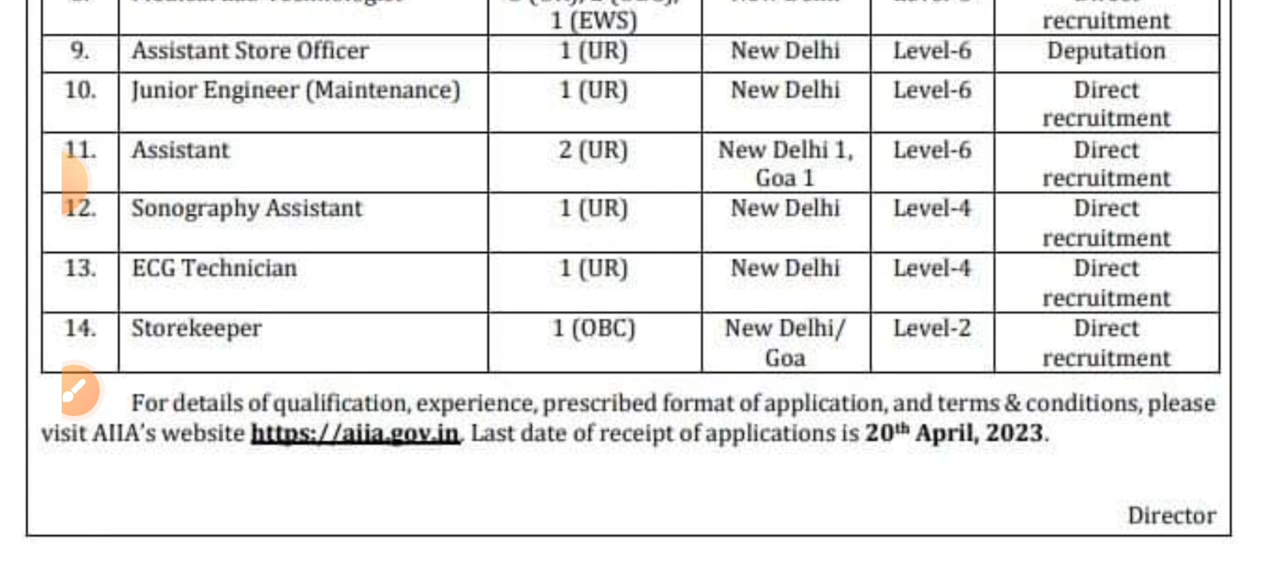 1 (EWS)
recruitment
9. Assistant Store Officer 1 (UR) New Delhi Level-6 Deputation
10. Junior Engineer (Maintenance) 1 (UR) New Delhi Level-6 Direct
recruitment
11. Assistant 2 (UR) New Delhi 1, Level-6 Direct
Goa 1 recruitment
12. Sonography Assistant 1 (UR) New Delhi Level-4 Direct
recruitment
13. ECG Technician 1 (UR) New Delhi Level-4 Direct
recruitment
14. Storekeeper 1 (OBC) New Delhi/ Level-2 Direct
Goa recruitment
For details of qualification, experience, prescribed format of application, and terms & conditions, please
visit AIIA's website https://aiia.gov.in. Last date of receipt of applications is 20th April, 2023.
Director